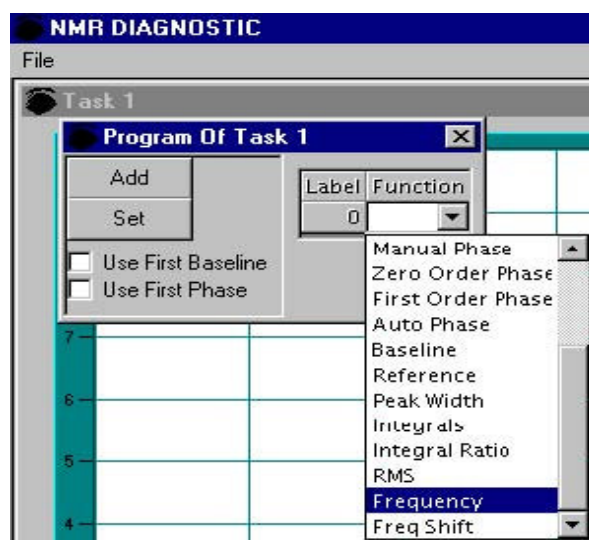 NMR DIAGNOSTIC
File
Task 1
Program Of Task 1
Add
Set
Use First Baseline
Use First Phase
Label Function
0
Manual Phase
Zero Order Phase
First Order Phase
Auto Phase
Baseline
Reference
Peak Width
Integrals
Integral Ratio
RMS
Frequency
Freq Shift
7
6
5
4